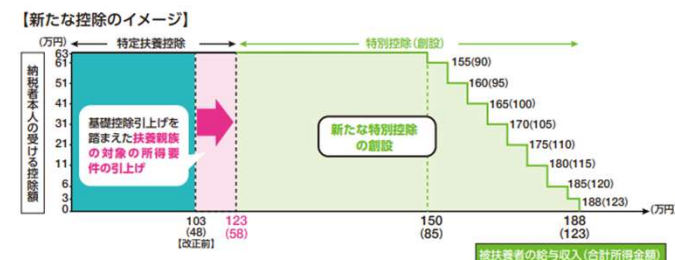 【新たな控除のイメージ】
(万円)
特定扶養控除
特別控除(創設)
63
61
51
41
31
21
11
6
3
0
納税者本人の受ける控除額
基礎控除引上げを
踏まえた扶養親族
の対象の所得要
件の引上げ
新たな特別控除
の創設
155(90)
160(95)
165(100)
170(105)
175(110)
180(115)
185(120)
188(123)
103
(48)
【改正前】
123
(58)
150
(85)
188
(123)
(万円)
被扶養者の給与収入(合計所得金額)